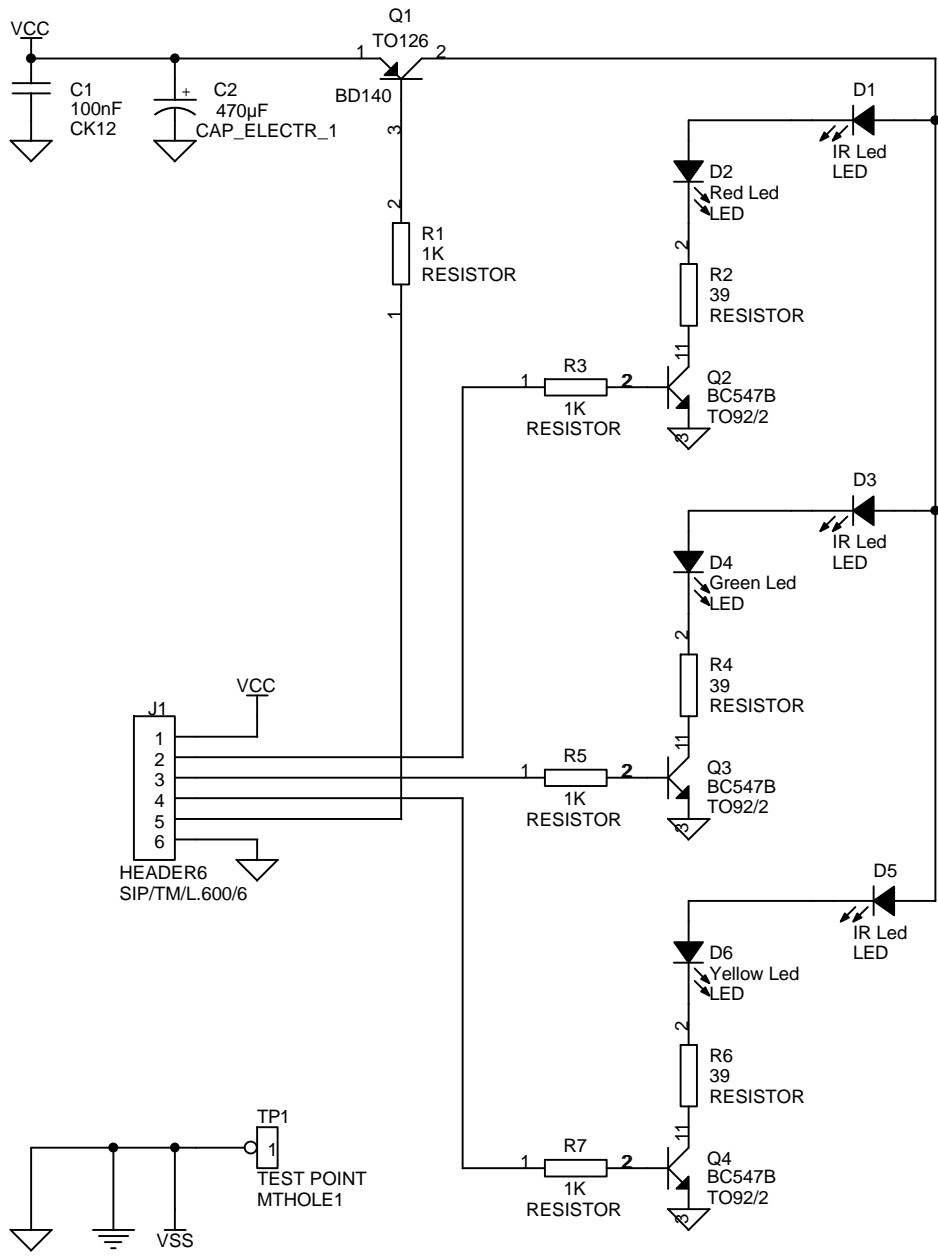 VCC
C1
100nF
CK12
+
C2
470µF
CAP_ELECTR_1
Q1
TO126
1
2
BD140
3
2
R1
1K
RESISTOR
1
D1
IR Led
LED
D2
Red Led
LED
2
R2
39
RESISTOR
11
Q2
BC547B
TO92/2
3
1
R3
2
1K
RESISTOR
D3
IR Led
LED
D4
Green Led
LED
2
R4
39
RESISTOR
11
Q3
BC547B
TO92/2
3
1
R5
2
1K
RESISTOR
VCC
J1
1
2
3
4
5
6
HEADER6
SIP/TM/L.600/6
D5
IR Led
LED
D6
Yellow Led
LED
2
R6
39
RESISTOR
11
Q4
BC547B
TO92/2
3
1
R7
2
1K
RESISTOR
TP1
1
TEST POINT
MTHOLE1
VSS